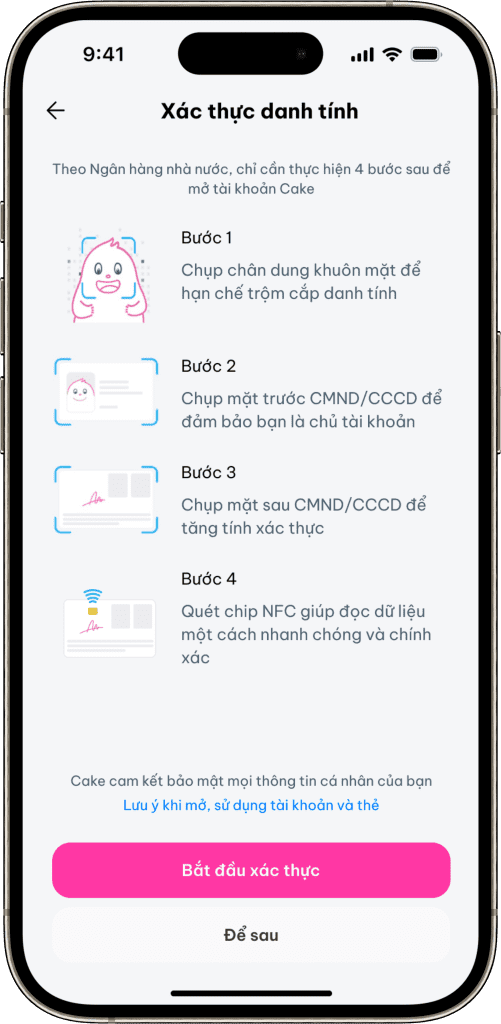 9:41
Xác thực danh tính
Theo Ngân hàng nhà nước, chỉ cần thực hiện 4 bước sau để
mở tài khoản Cake
Bước 1
Chụp chân dung khuôn mặt để
hạn chế trộm cắp danh tính
Bước 2
Chụp mặt trước CMND/CCCD để
đảm bảo bạn là chủ tài khoản
Bước 3
Chụp mặt sau CMND/CCCD để
tăng tính xác thực
Bước 4
Quét chip NFC giúp đọc dữ liệu
một cách nhanh chóng và chính
xác
Cake cam kết bảo mật mọi thông tin cá nhân của bạn
Lưu ý khi mở, sử dụng tài khoản và thẻ
Bắt đầu xác thực
Để sau